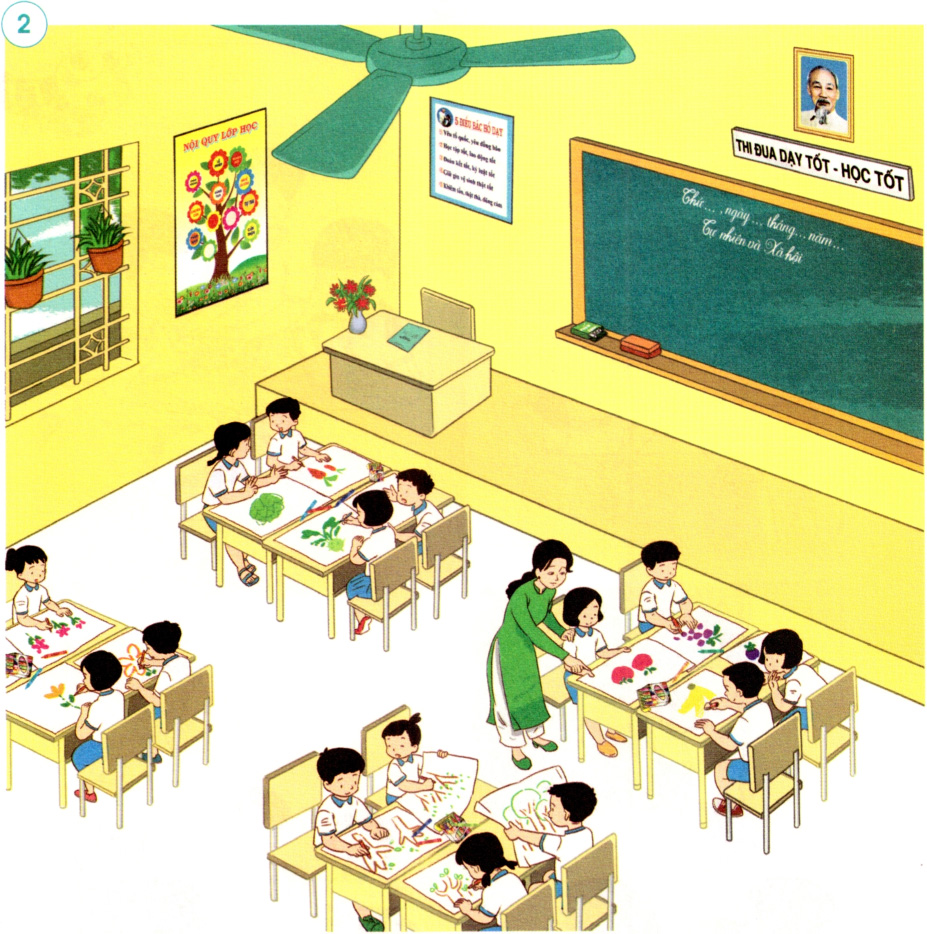 2
NỘI QUY LỚP HỌC
5 ĐIỀU BÁC HỒ DẠY
Yêu tổ quốc, yêu đồng bào
Học tập tốt, lao động tốt
Đoàn kết tốt, kỷ luật tốt
Giữ gìn vệ sinh thật tốt
Khiêm tốn, thật thà, dũng cảm
THI ĐUA DẠY TỐT - HỌC TỐT
Thứ ... , ngày ... tháng ... năm ...
Tự nhiên và Xã hội